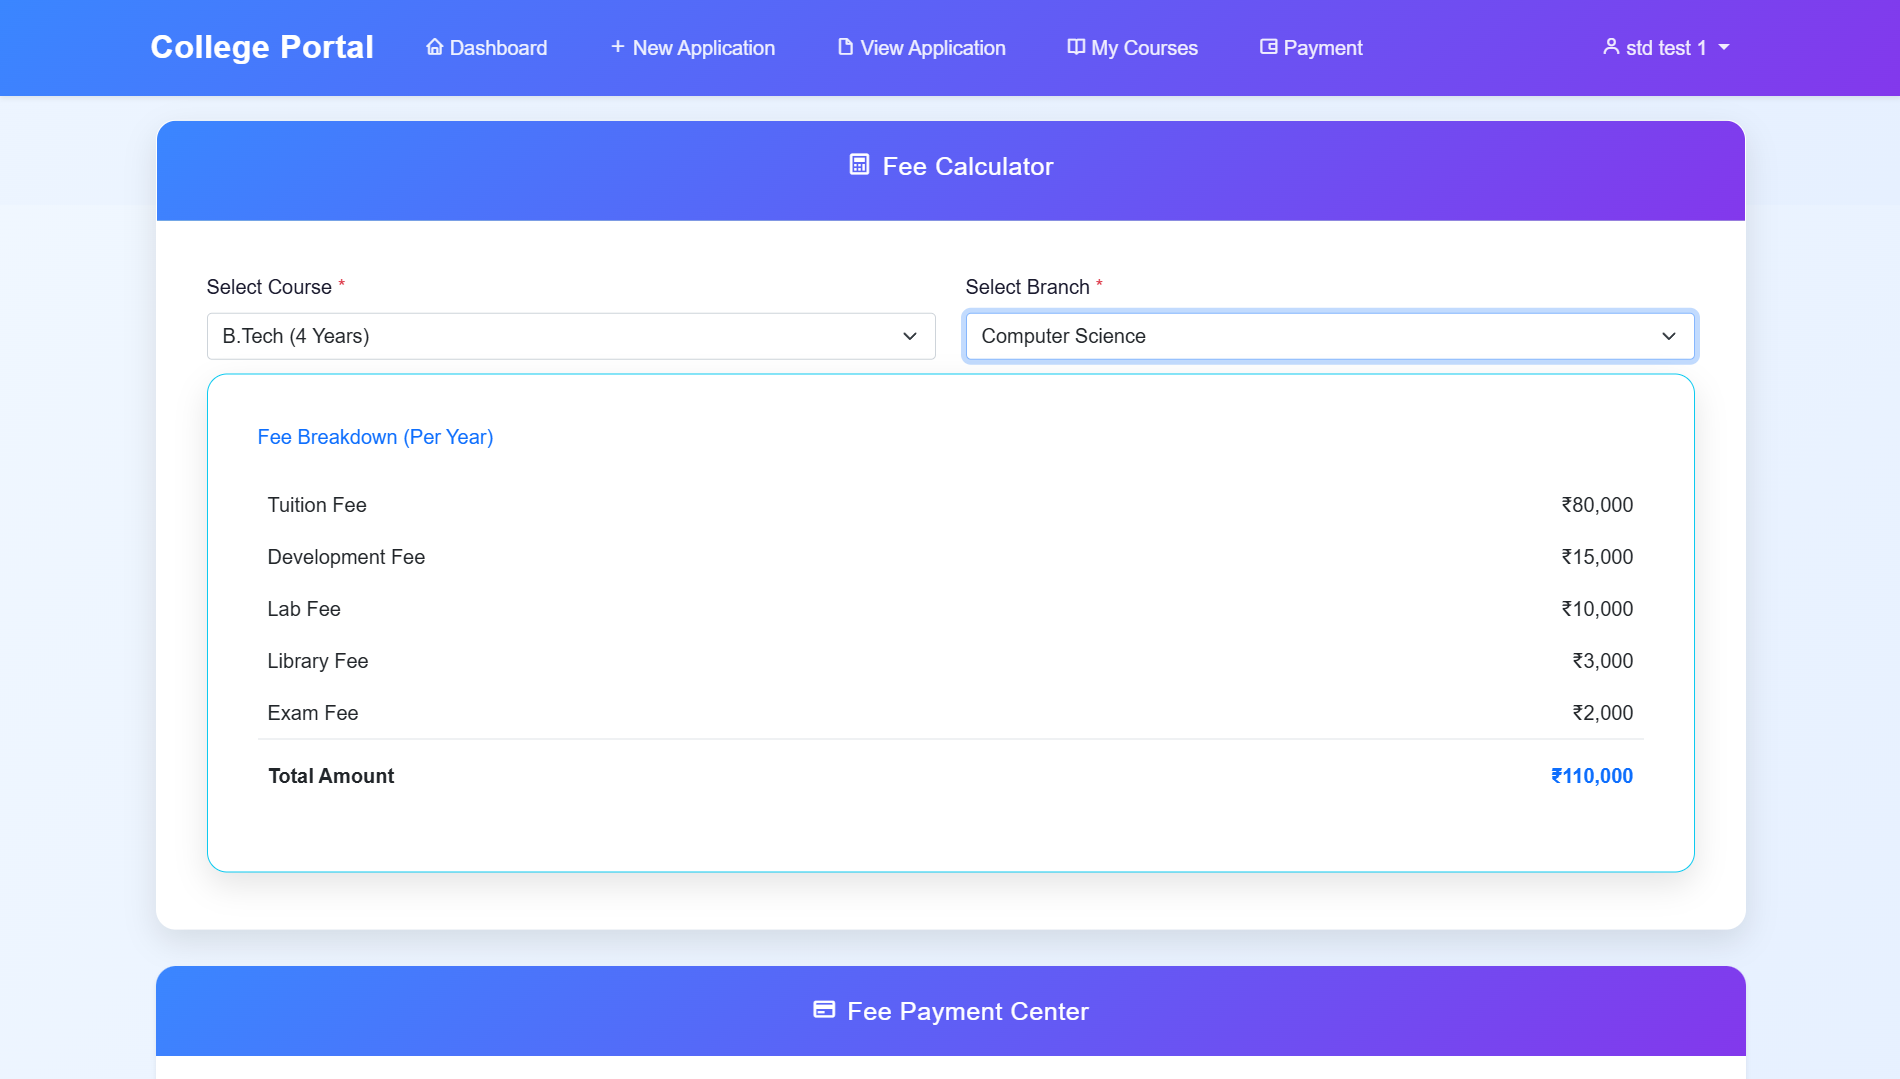 College Portal Dashboard New Application View Application My Courses Payment std test 1
Fee Calculator
Select Course * Select Branch *
B.Tech (4 Years) Computer Science
Fee Breakdown (Per Year)
Tuition Fee ₹80,000
Development Fee ₹15,000
Lab Fee ₹10,000
Library Fee ₹3,000
Exam Fee ₹2,000
Total Amount ₹110,000
Fee Payment Center